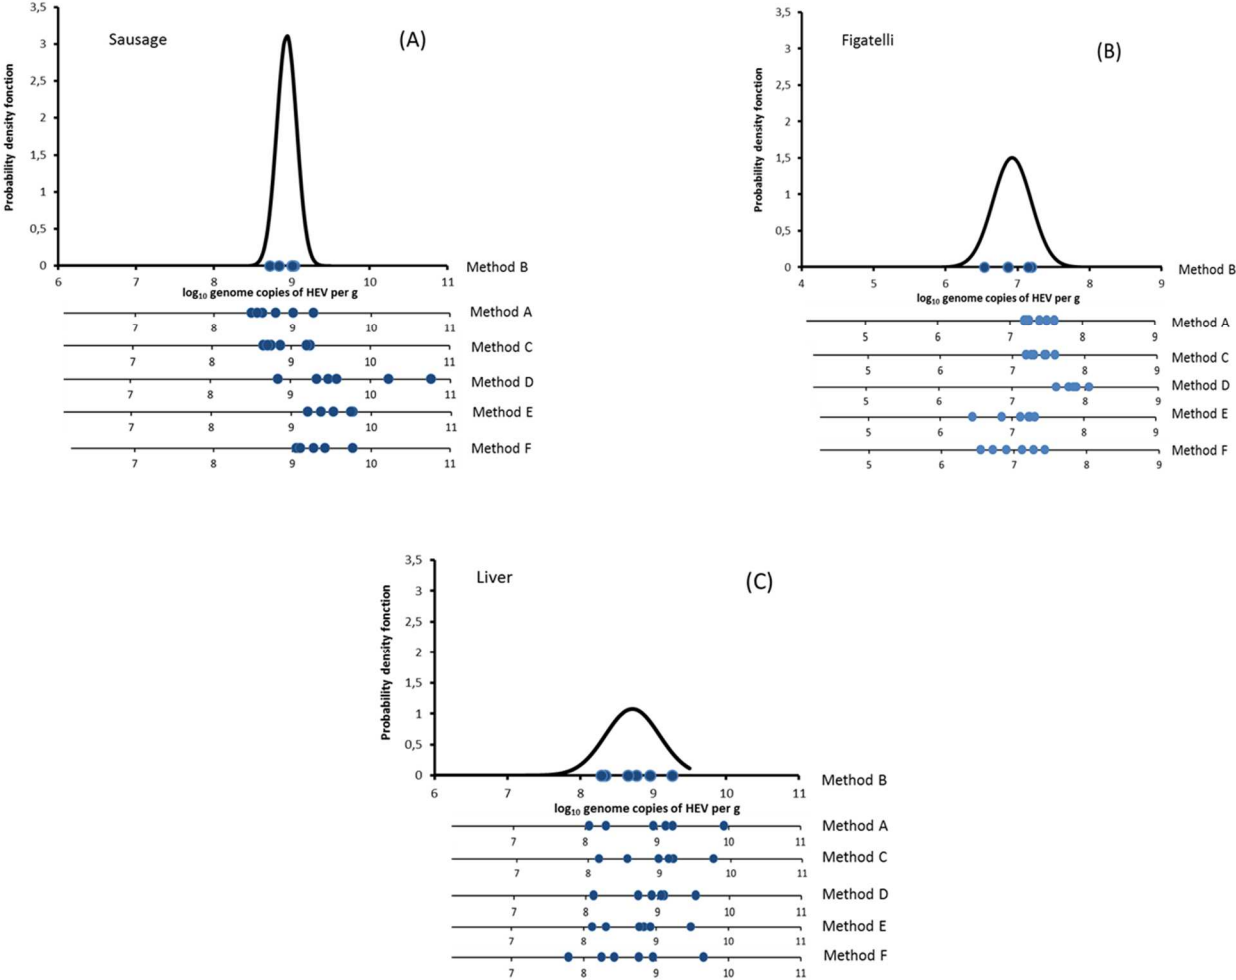 Sausage
(A)
Probability density fonction
3,5
3
2,5
2
1,5
1
0,5
0
6 7 8 9 10 11
log10 genome copies of HEV per g
Method B
Method A
7 8 9 10 11
Method C
7 8 9 10 11
Method D
7 8 9 10 11
Method E
7 8 9 10 11
Method F
7 8 9 10 11
Figatelli
(B)
Probability density fonction
3,5
3
2,5
2
1,5
1
0,5
0
4 5 6 7 8 9
log10 genome copies of HEV per g
Method B
Method A
5 6 7 8 9
Method C
5 6 7 8 9
Method D
5 6 7 8 9
Method E
5 6 7 8 9
Method F
5 6 7 8 9
Liver
(C)
Probability density fonction
3,5
3
2,5
2
1,5
1
0,5
0
6 7 8 9 10 11
log10 genome copies of HEV per g
Method B
Method A
7 8 9 10 11
Method C
7 8 9 10 11
Method D
7 8 9 10 11
Method E
7 8 9 10 11
Method F
7 8 9 10 11